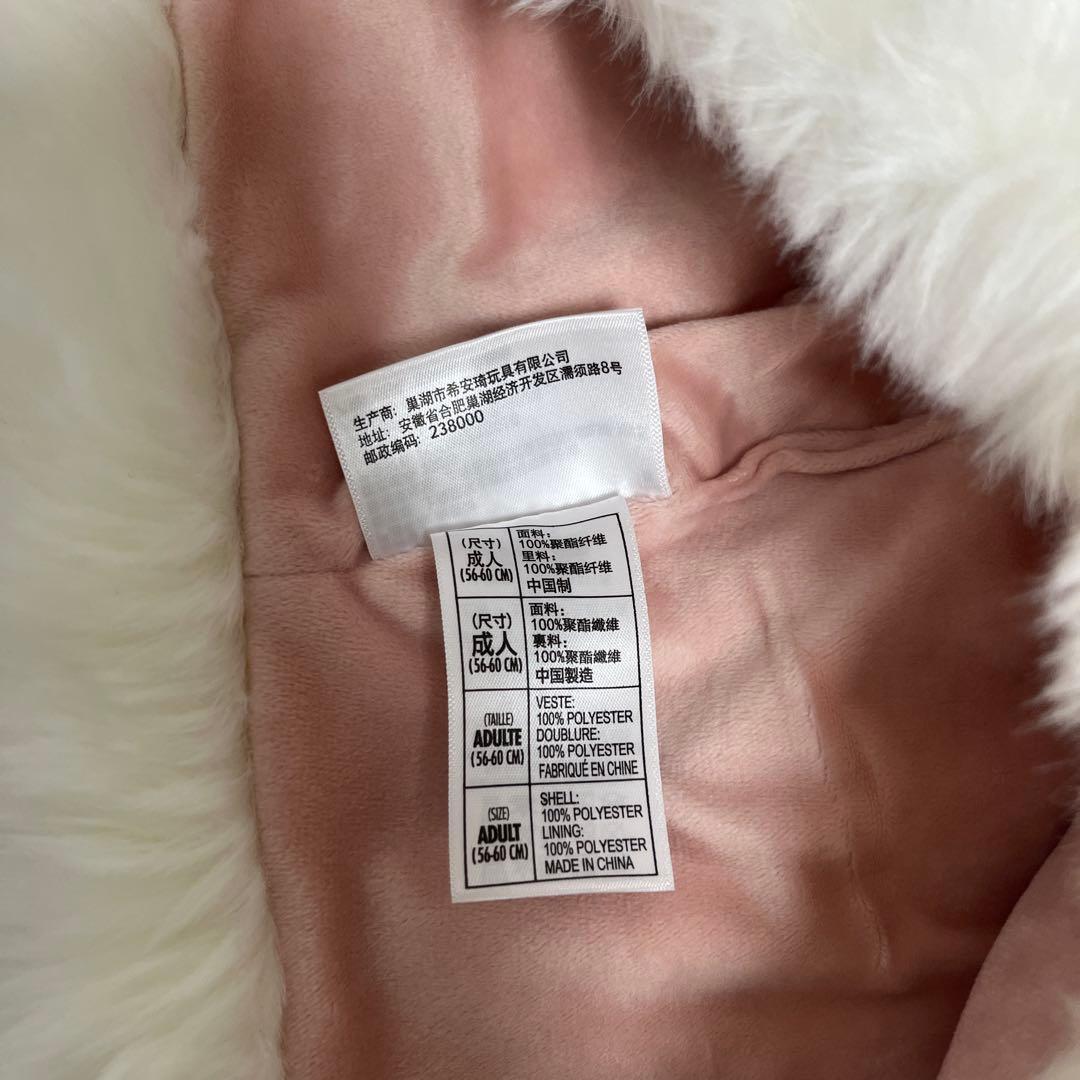 生产商: 巢湖市希安琦玩具有限公司
地址: 安徽省合肥巢湖经济开发区濡须路8号
邮政编码: 238000
(尺寸)
成人
(56-60 CM)
面料:
100%聚酯纤维
里料:
100%聚酯纤维
中国制
(尺寸)
成人
(56-60 CM)
面料:
100%聚酯纖維
裏料:
100%聚酯纖維
中国製造
(TAILLE)
ADULTE
(56-60 CM)
VESTE:
100% POLYESTER
DOUBLURE:
100% POLYESTER
FABRIQUÉ EN CHINE
(SIZE)
ADULT
(56-60 CM)
SHELL:
100% POLYESTER
LINING:
100% POLYESTER
MADE IN CHINA